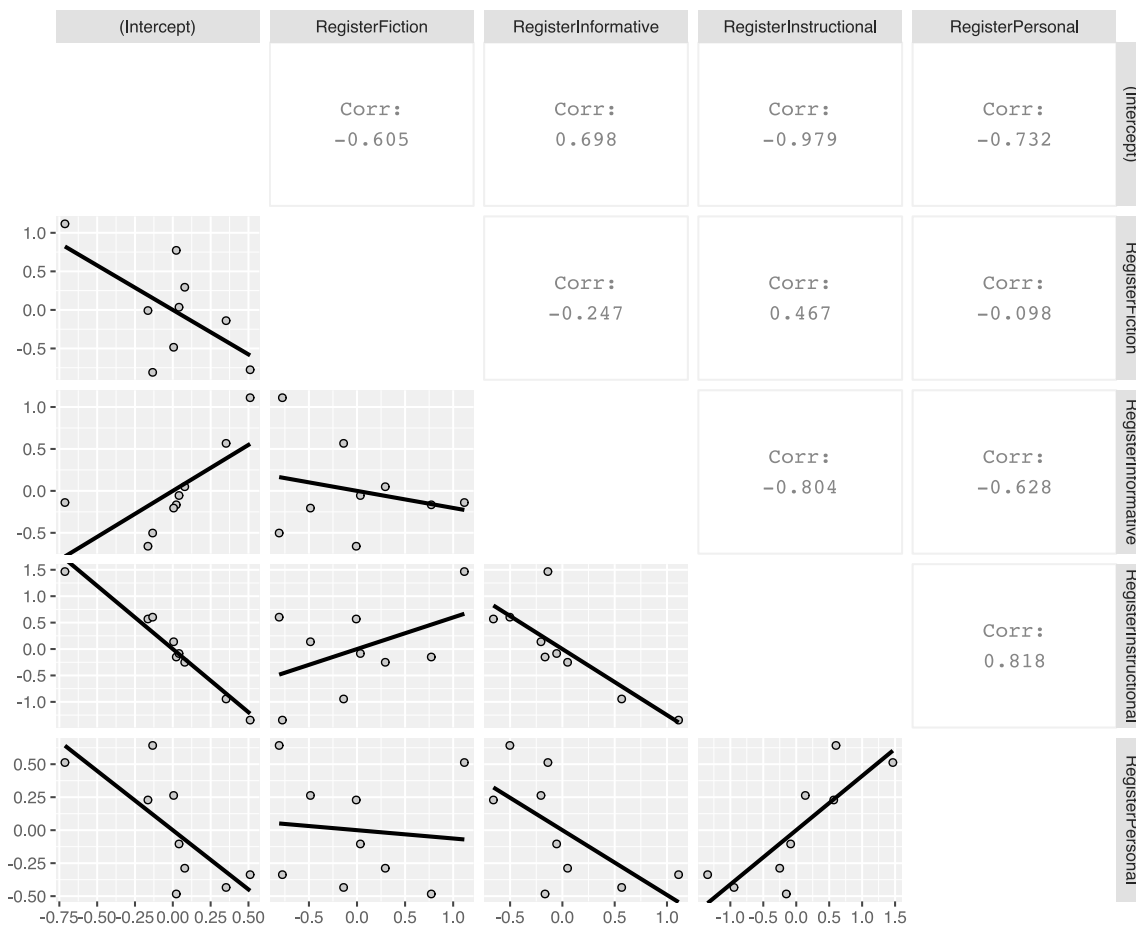 (Intercept) RegisterFiction RegisterInformative RegisterInstructional RegisterPersonal
Corr: Corr: Corr: Corr:
-0.605 0.698 -0.979 -0.732
(Intercept)
1.0
0.5
0.0
-0.5
Corr: Corr: Corr:
-0.247 0.467 -0.098
RegisterFiction
1.0
0.5
0.0
-0.5
Corr: Corr:
-0.804 -0.628
RegisterInformative
1.5
1.0
0.5
0.0
-0.5
-1.0
Corr:
0.818
RegisterInstructional
0.50
0.25
0.00
-0.25
-0.50
RegisterPersonal
-0.75 -0.50 -0.25 0.00 0.25 0.50 -0.5 0.0 0.5 1.0 -0.5 0.0 0.5 1.0 -1.0 -0.5 0.0 0.5 1.0 1.5